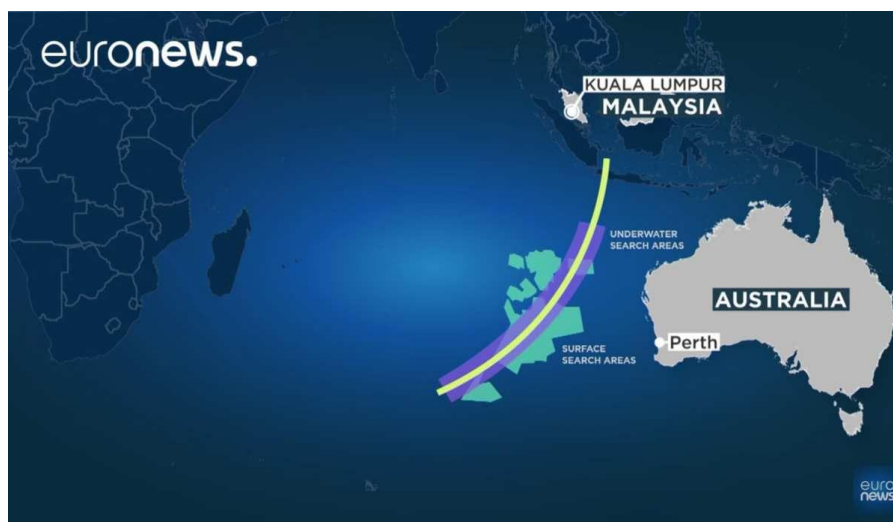 euronews.
KUALA LUMPUR
MALAYSIA
UNDERWATER
SEARCH AREAS
AUSTRALIA
Perth
SURFACE
SEARCH AREAS
euro
news